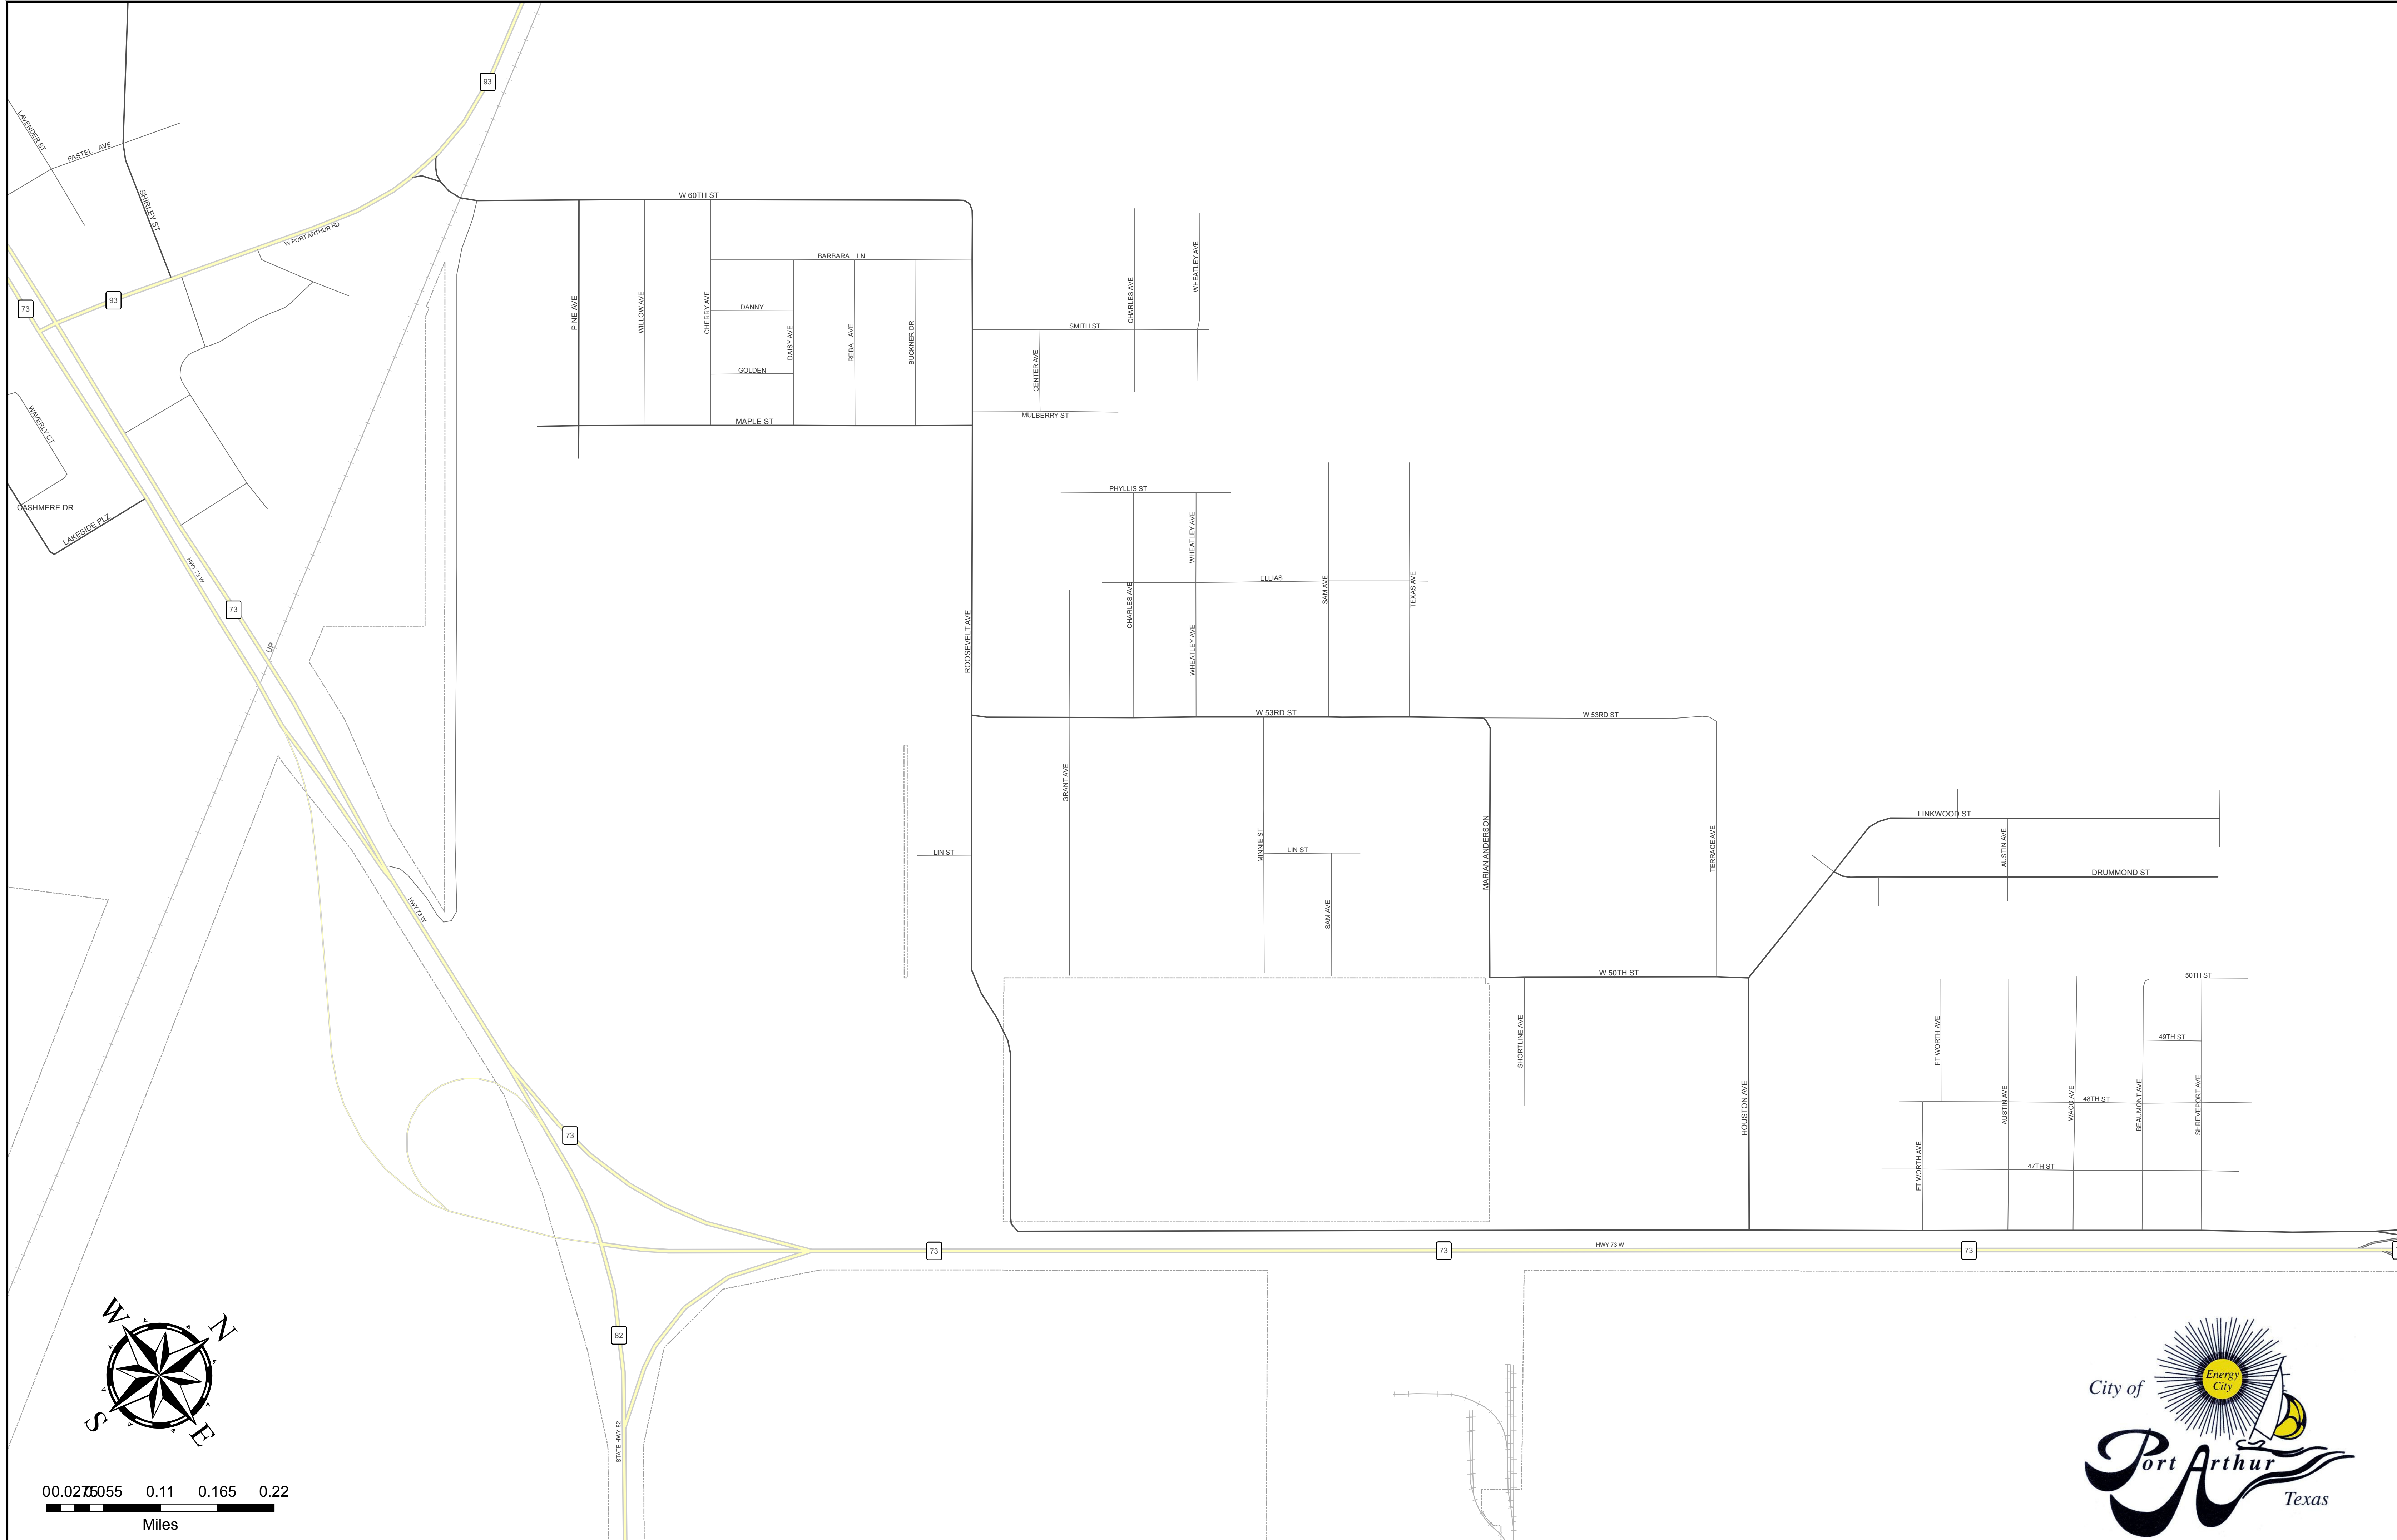 93
LAVENDER ST
PASTEL AVE
SHIRLEY ST
W 60TH ST
W PORT ARTHUR RD
BARBARA LN
CHARLES AVE
WHEATLEY AVE
93
73
PINE AVE
WILLOW AVE
CHERRY AVE
DANNY
DAISY AVE
REBA AVE
BUCKNER DR
SMITH ST
CENTER AVE
GOLDEN
MULBERRY ST
MAPLE ST
WAVERLY CT
CASHMERE DR
LAKESIDE PLZ
PHYLLIS ST
WHEATLEY AVE
HWY 73 W
ELLIAS
SAM AVE
TEXAS AVE
CHARLES AVE
73
UP
ROOSEVELT AVE
WHEATLEY AVE
W 53RD ST
W 53RD ST
GRANT AVE
LINKWOOD ST
LIN ST
MINNIE ST
LIN ST
MARIAN ANDERSON
TERRACE AVE
AUSTIN AVE
DRUMMOND ST
HWY 73 W
SAM AVE
W 50TH ST
50TH ST
SHORTLINE AVE
FT WORTH AVE
49TH ST
HOUSTON AVE
AUSTIN AVE
WACO AVE
48TH ST
BEAUMONT AVE
SHREVEPORT AVE
73
FT WORTH AVE
47TH ST
73
73
HWY 73 W
73
82
STATE HWY 82
W
N
S
E
0 0.0275 0.055 0.11 0.165 0.22
Miles
Energy
City
City of
Port Arthur
Texas